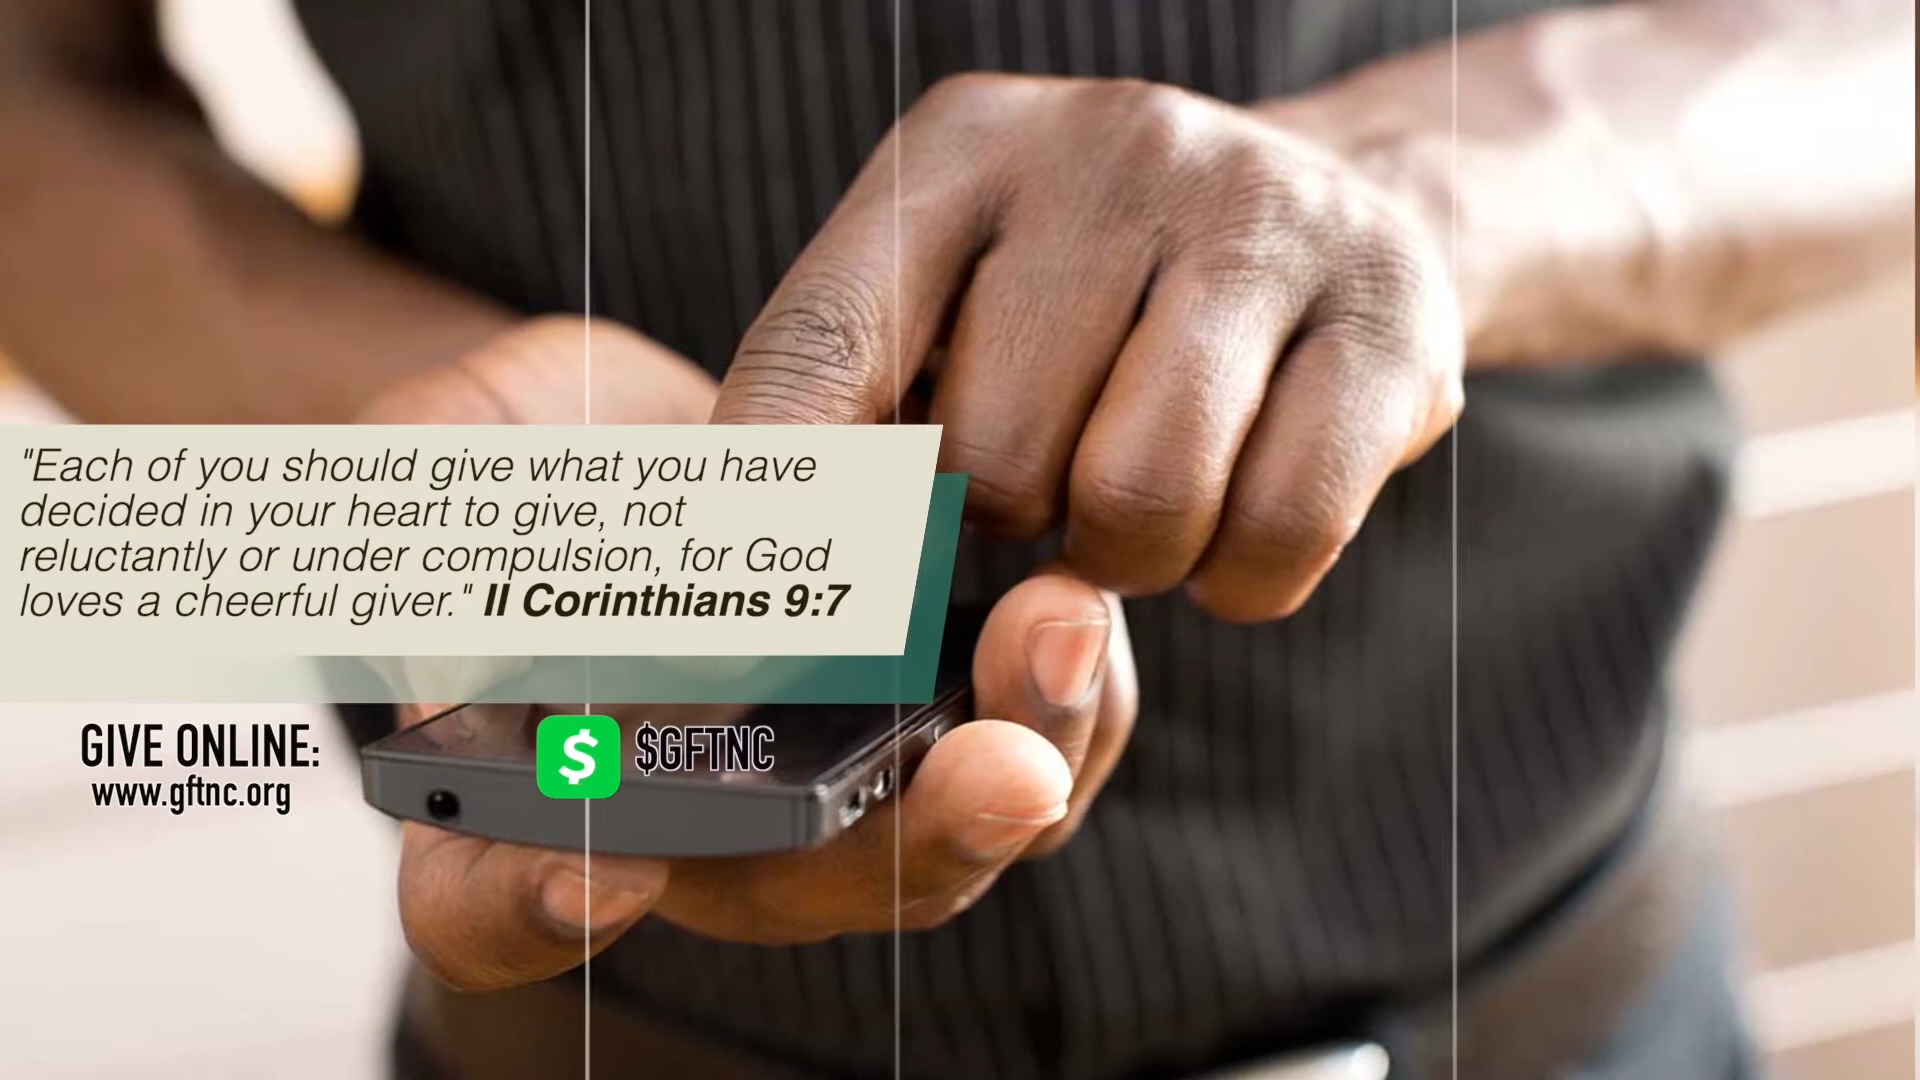 "Each of you should give what you have
decided in your heart to give, not
reluctantly or under compulsion, for God
loves a cheerful giver." II Corinthians 9:7
GIVE ONLINE:
www.gftnc.org
$ $GFTNC